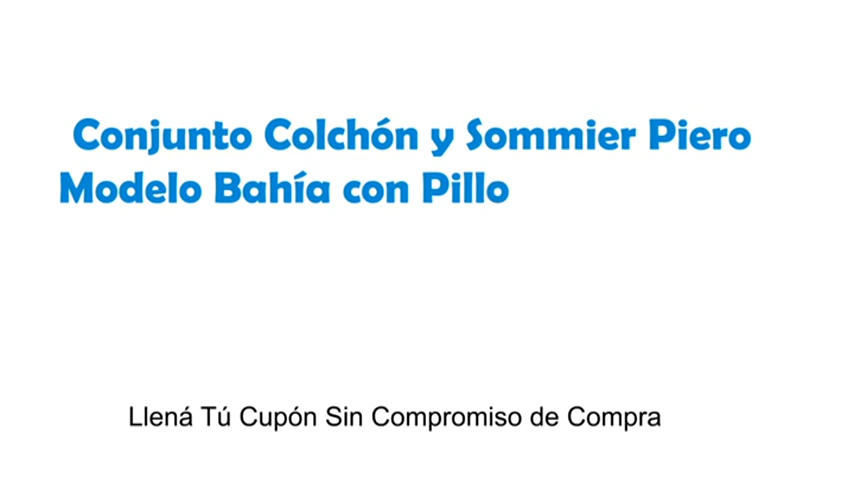 Conjunto Colchón y Sommier Piero
Modelo Bahía con Pillo
Llená Tú Cupón Sin Compromiso de Compra